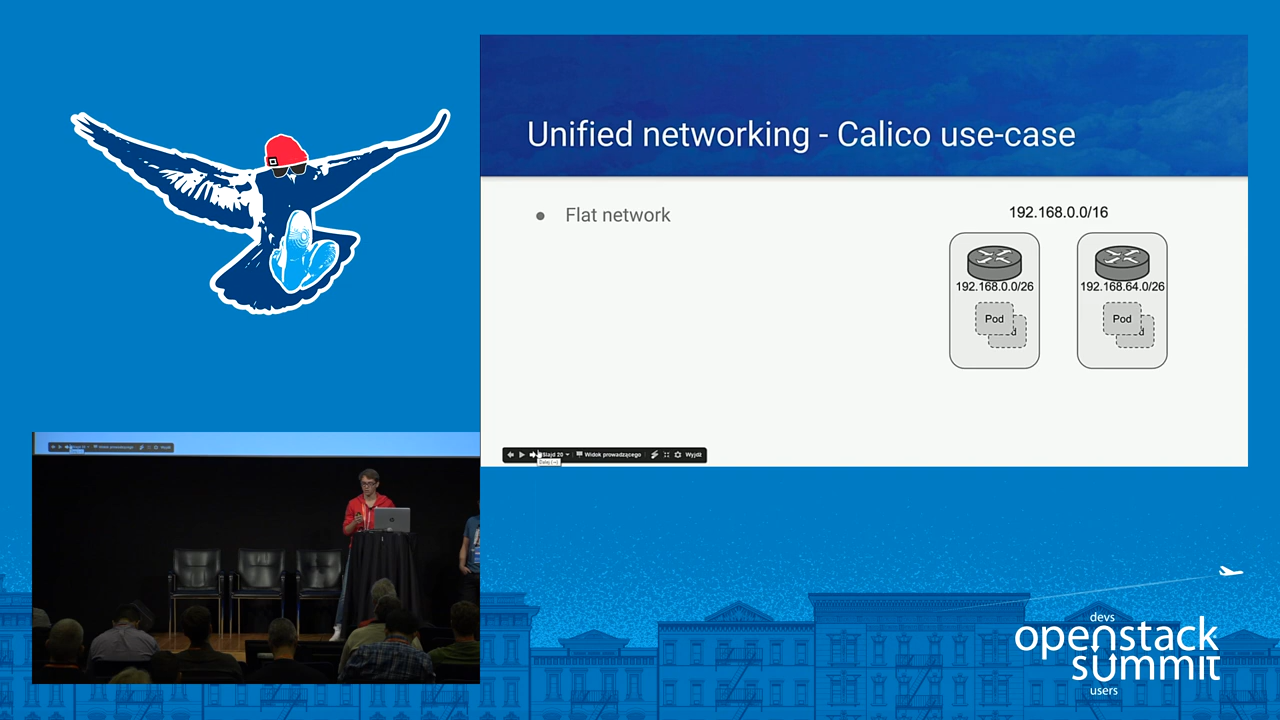 Unified networking - Calico use-case
Flat network
192.168.0.0/16
192.168.0.0/26
192.168.64.0/26
Pod
d
Pod
d
Slajd 20
Widok prowadzącego
Wyjdź
devs
openstack
summit
users